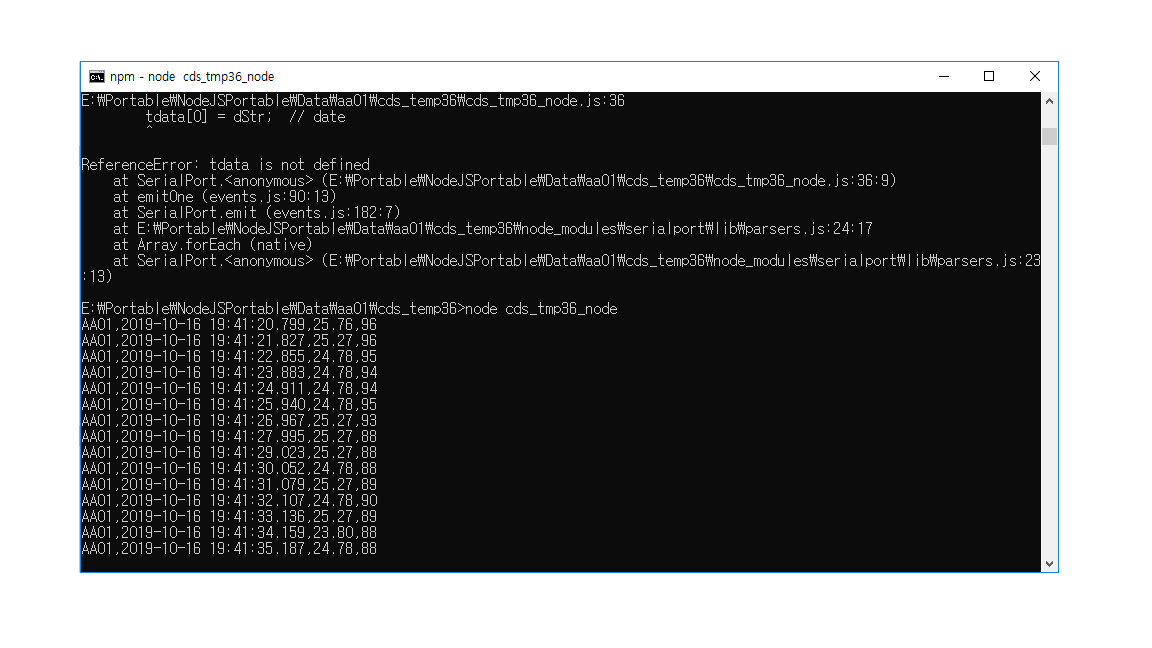 npm - node  cds_tmp36_node
E:₩Portable₩NodeJSPortable₩Data₩aa01₩cds_temp36₩cds_tmp36_node.js:36
        tdata[0] = dStr;  // date
        ^
ReferenceError: tdata is not defined
    at SerialPort.<anonymous> (E:₩Portable₩NodeJSPortable₩Data₩aa01₩cds_temp36₩cds_tmp36_node.js:36:9)
    at emitOne (events.js:90:13)
    at SerialPort.emit (events.js:182:7)
    at E:₩Portable₩NodeJSPortable₩Data₩aa01₩cds_temp36₩node_modules₩serialport₩lib₩parsers.js:24:17
    at Array.forEach (native)
    at SerialPort.<anonymous> (E:₩Portable₩NodeJSPortable₩Data₩aa01₩cds_temp36₩node_modules₩serialport₩lib₩parsers.js:23
:13)
E:₩Portable₩NodeJSPortable₩Data₩aa01₩cds_temp36>node cds_tmp36_node
AA01,2019-10-16 19:41:20.799,25.76,96
AA01,2019-10-16 19:41:21.827,25.27,96
AA01,2019-10-16 19:41:22.855,24.78,95
AA01,2019-10-16 19:41:23.883,24.78,94
AA01,2019-10-16 19:41:24.911,24.78,94
AA01,2019-10-16 19:41:25.940,24.78,95
AA01,2019-10-16 19:41:26.967,25.27,93
AA01,2019-10-16 19:41:27.995,25.27,88
AA01,2019-10-16 19:41:29.023,25.27,88
AA01,2019-10-16 19:41:30.052,24.78,88
AA01,2019-10-16 19:41:31.079,25.27,89
AA01,2019-10-16 19:41:32.107,24.78,90
AA01,2019-10-16 19:41:33.136,25.27,89
AA01,2019-10-16 19:41:34.159,23.80,88
AA01,2019-10-16 19:41:35.187,24.78,88